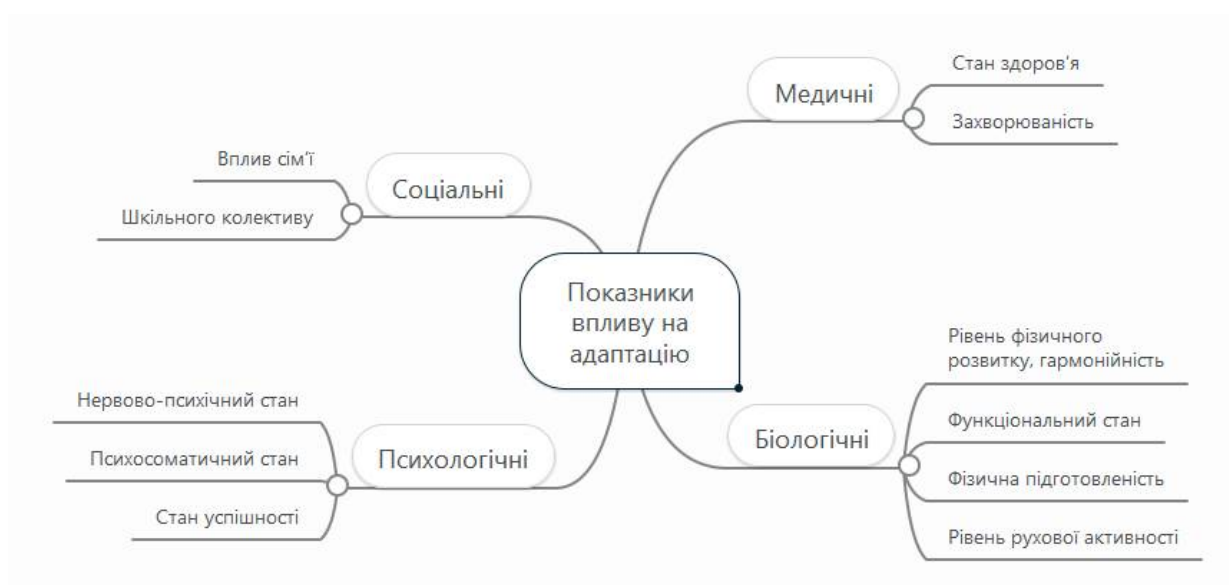 Показники
впливу на
адаптацію
Медичні
Стан здоров'я
Захворюваність
Соціальні
Вплив сім'ї
Шкільного колективу
Психологічні
Нервово-психічний стан
Психосоматичний стан
Стан успішності
Біологічні
Рівень фізичного
розвитку, гармонійність
Функціональний стан
Фізична підготовленість
Рівень рухової активності